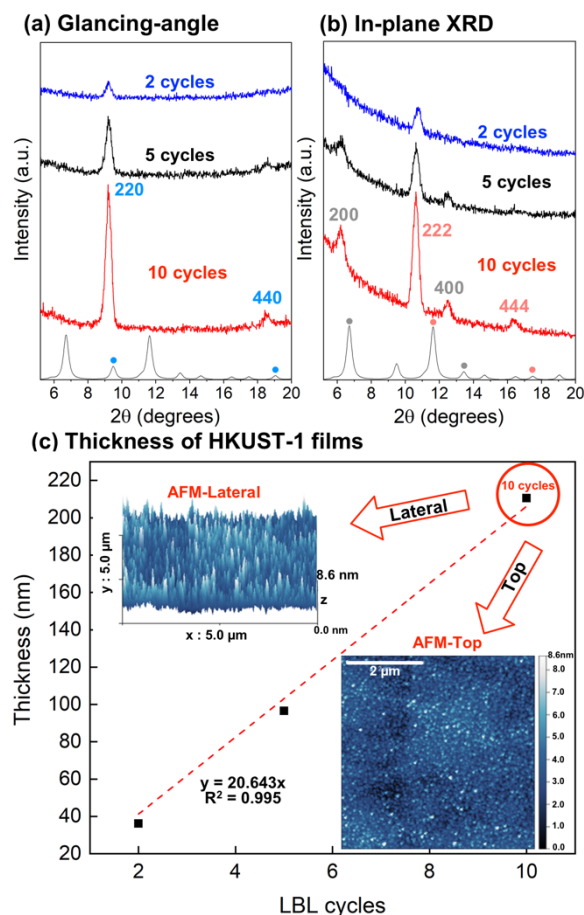 (a) Glancing-angle
(b) In-plane XRD
Intensity (a.u.)
2 cycles
5 cycles
220
10 cycles
440
6 8 10 12 14 16 18 20
2θ (degrees)
Intensity (a.u.)
2 cycles
5 cycles
200
222
10 cycles
400
444
6 8 10 12 14 16 18 20
2θ (degrees)
(c) Thickness of HKUST-1 films
Thickness (nm)
220
200
180
160
140
120
100
80
60
40
20
AFM-Lateral
y : 5.0 µm
8.6 nm
z
x : 5.0 µm
0.0 nm
Lateral
10 cycles
Top
AFM-Top
2 µm
8.6nm
8.0
7.0
6.0
5.0
4.0
3.0
2.0
1.0
0.0
y = 20.643x
R² = 0.995
2 4 6 8 10
LBL cycles